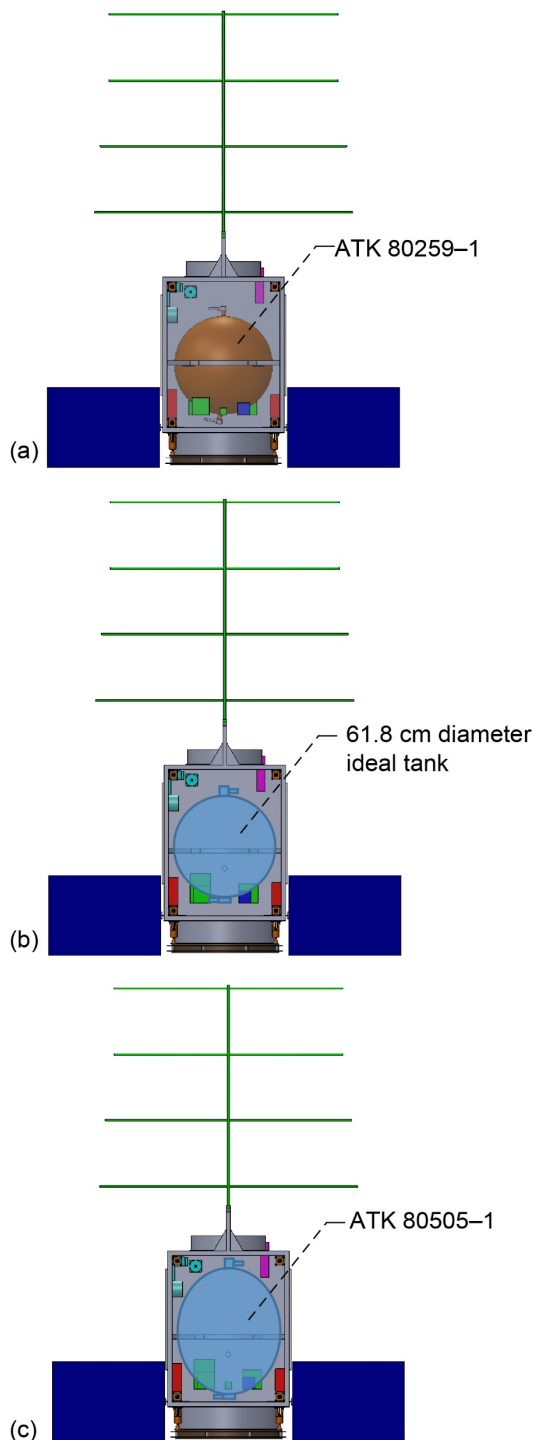 ATK 80259–1
(a)
61.8 cm diameter
ideal tank
(b)
ATK 80505–1
(c)